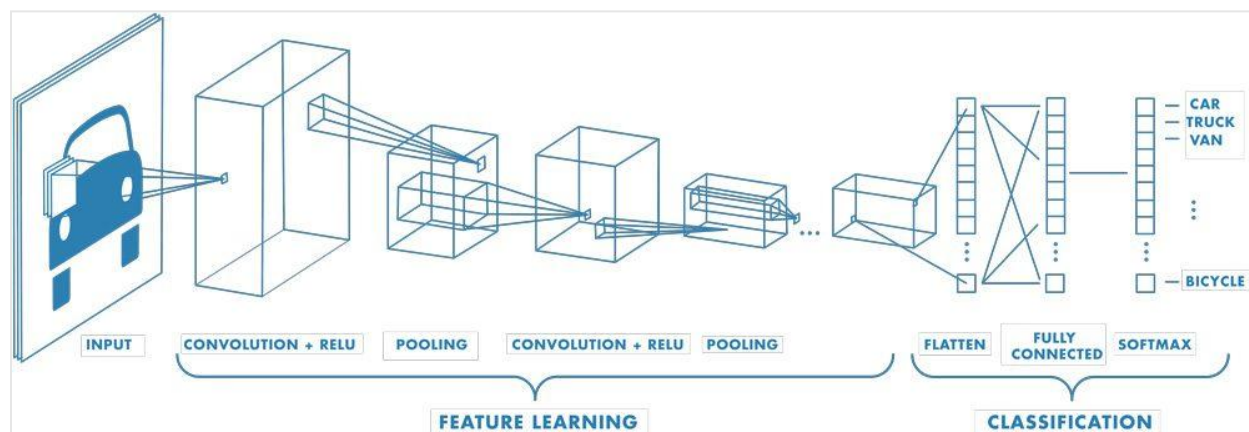 CAR
TRUCK
VAN
BICYCLE
INPUT
CONVOLUTION + RELU
POOLING
CONVOLUTION + RELU
POOLING
FLATTEN
FULLY
CONNECTED
SOFTMAX
FEATURE LEARNING
CLASSIFICATION